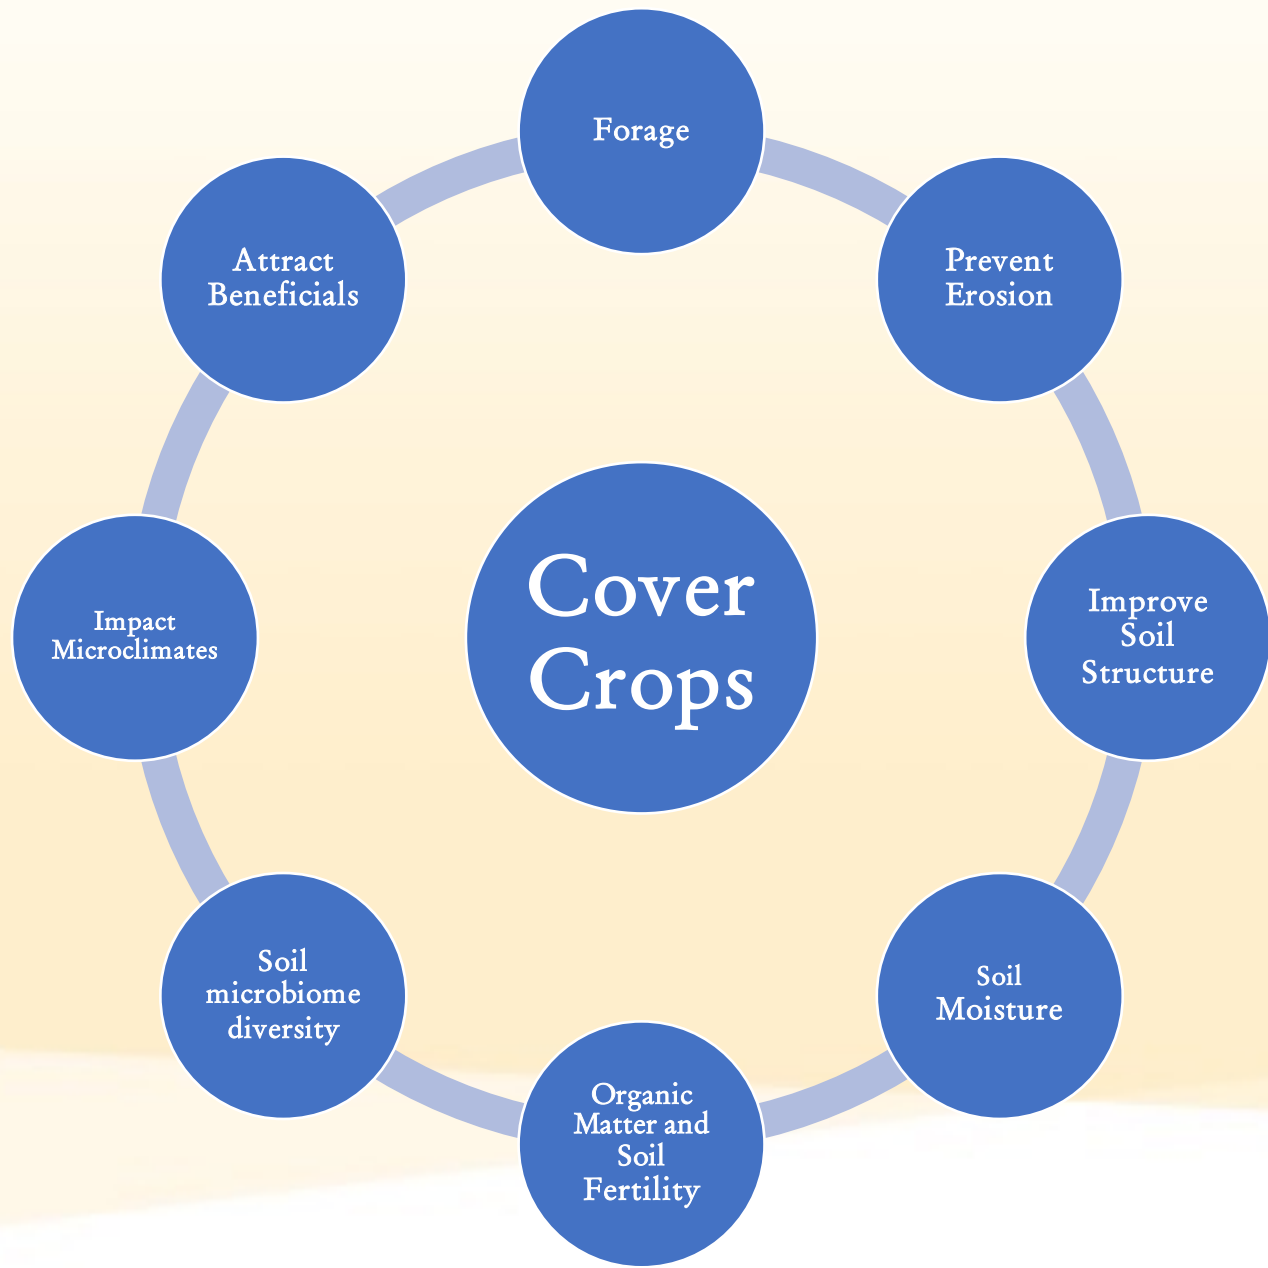 Forage
Prevent
Erosion
Improve
Soil
Structure
Soil
Moisture
Organic
Matter and
Soil
Fertility
Soil
microbiome
diversity
Impact
Microclimates
Attract
Beneficials
Cover
Crops